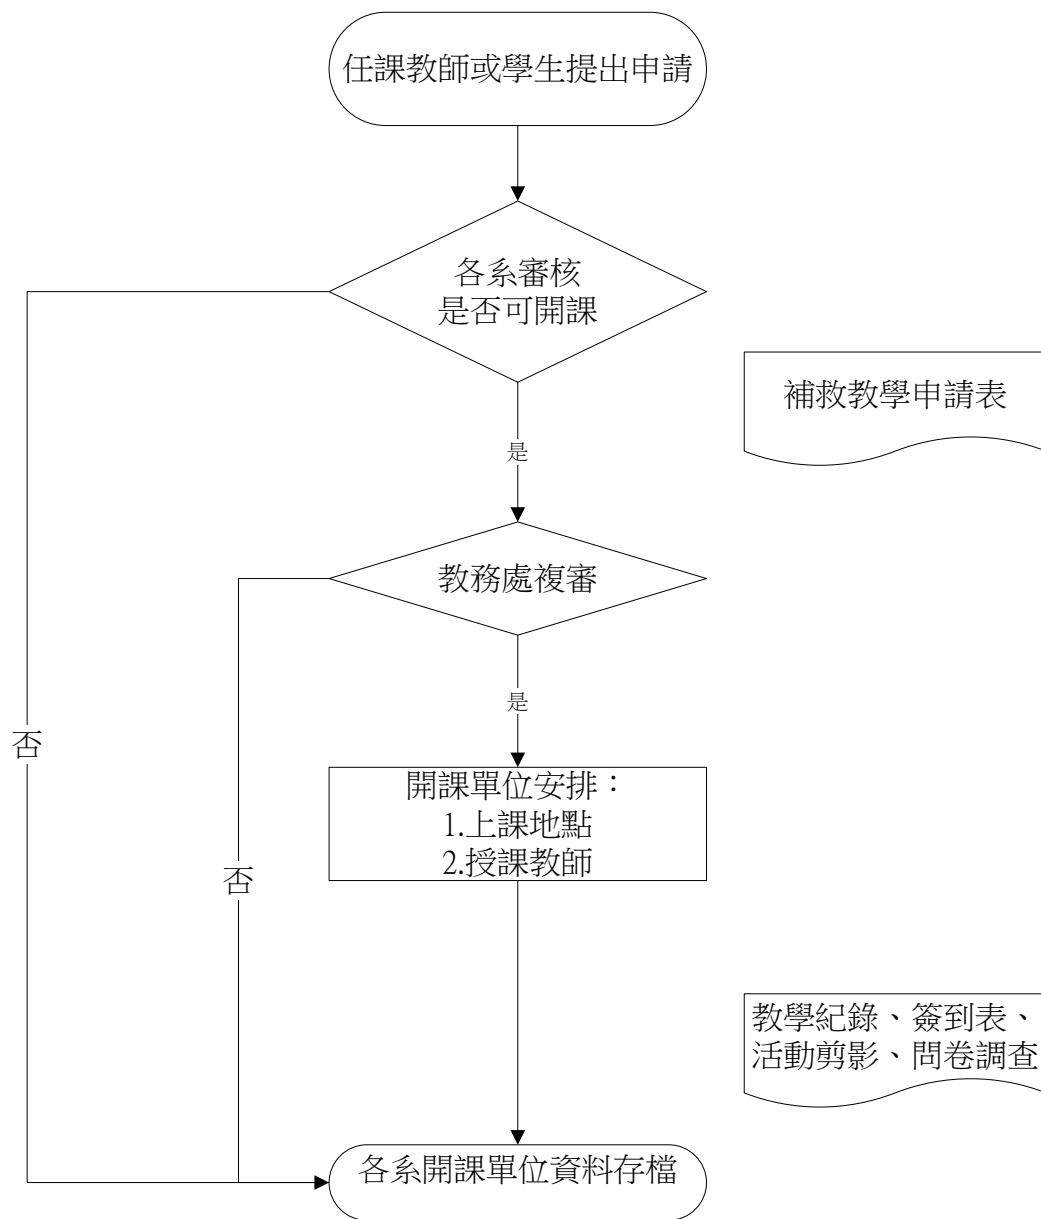 任課教師或學生提出申請
各系審核
是否可開課
補救教學申請表
是
教務處複審
是
否
開課單位安排：
1.上課地點
2.授課教師
否
教學紀錄、簽到表、
活動剪影、問卷調查
各系開課單位資料存檔